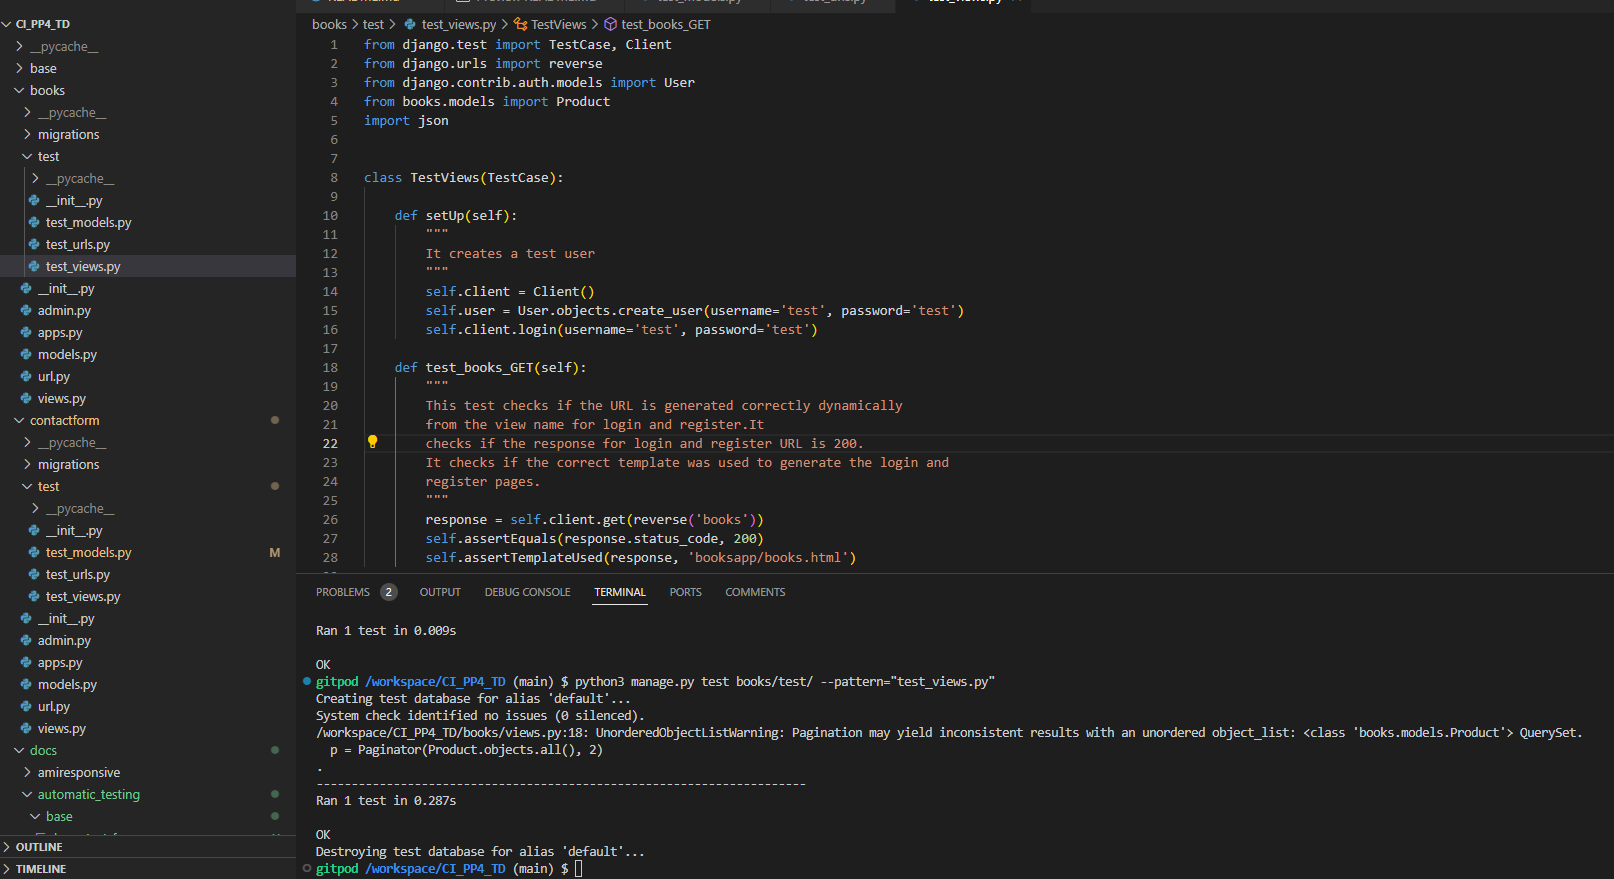 CI_PP4_TD
__pycache__
base
books
__pycache__
migrations
test
__pycache__
__init__.py
test_models.py
test_urls.py
test_views.py
__init__.py
admin.py
apps.py
models.py
url.py
views.py
contactform
__pycache__
migrations
test
__pycache__
__init__.py
test_models.py M
test_urls.py
test_views.py
__init__.py
admin.py
apps.py
models.py
url.py
views.py
docs
amiresponsive
automatic_testing
base
OUTLINE
TIMELINE
books > test > test_views.py > TestViews > test_books_GET
1 from django.test import TestCase, Client
2 from django.urls import reverse
3 from django.contrib.auth.models import User
4 from books.models import Product
5 import json
6
7
8 class TestViews(TestCase):
9
10 def setUp(self):
11 """
12 It creates a test user
13 """
14 self.client = Client()
15 self.user = User.objects.create_user(username='test', password='test')
16 self.client.login(username='test', password='test')
17
18 def test_books_GET(self):
19 """
20 This test checks if the URL is generated correctly dynamically
21 from the view name for login and register.It
22 checks if the response for login and register URL is 200.
23 It checks if the correct template was used to generate the login and
24 register pages.
25 """
26 response = self.client.get(reverse('books'))
27 self.assertEquals(response.status_code, 200)
28 self.assertTemplateUsed(response, 'booksapp/books.html')
PROBLEMS 2 OUTPUT DEBUG CONSOLE TERMINAL PORTS COMMENTS
Ran 1 test in 0.009s
OK
gitpod /workspace/CI_PP4_TD (main) $ python3 manage.py test books/test/ --pattern="test_views.py"
Creating test database for alias 'default'...
System check identified no issues (0 silenced).
/workspace/CI_PP4_TD/books/views.py:18: UnorderedObjectListWarning: Pagination may yield inconsistent results with an unordered object_list: <class 'books.models.Product'> QuerySet.
p = Paginator(Product.objects.all(), 2)
.
----------------------------------------------------------------------
Ran 1 test in 0.287s
OK
Destroying test database for alias 'default'...
gitpod /workspace/CI_PP4_TD (main) $